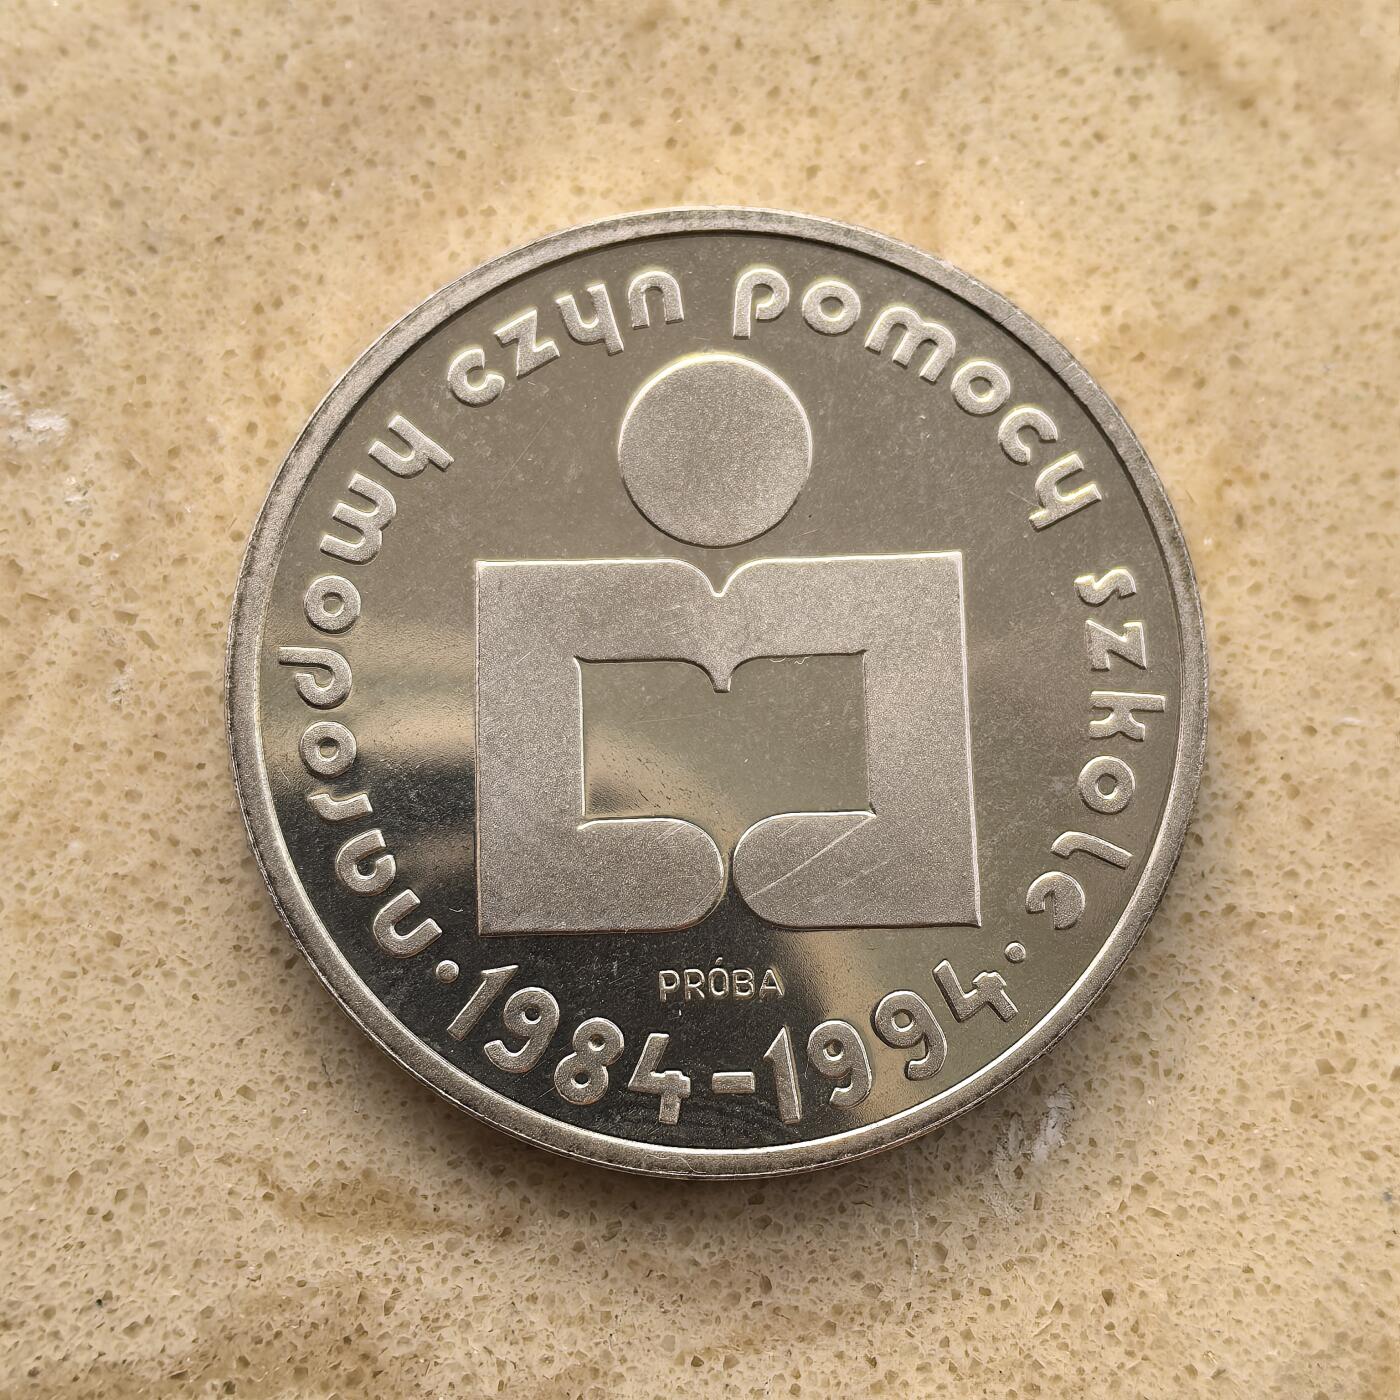 narodowy czyn pomocy szkole
PRÓBA
·1984-1994·